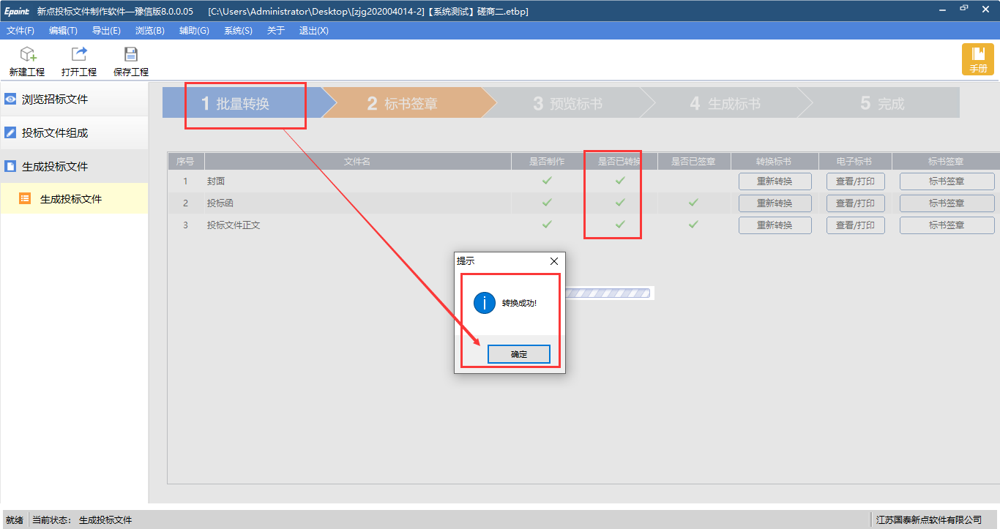 Epoint 新点投标文件制作软件—豫信版8.0.0.05 [C:\Users\Administrator\Desktop\[zjg202004014-2]【系统测试】磋商二.etbp]
文件(F) 编辑(T) 导出(E) 浏览(B) 辅助(G) 系统(S) 关于 退出(X)
新建工程 打开工程 保存工程 手册
浏览招标文件
投标文件组成
生成投标文件
生成投标文件
1 批量转换 2 标书签章 3 预览标书 4 生成标书 5 完成
序号 文件名 是否制作 是否已转换 是否已签章 转换标书 电子标书 标书签章
1 封面 重新转换 查看/打印 标书签章
2 投标函 重新转换 查看/打印 标书签章
3 投标文件正文 重新转换 查看/打印 标书签章
提示
转换成功!
确定
就绪 当前状态: 生成投标文件 江苏国泰新点软件有限公司